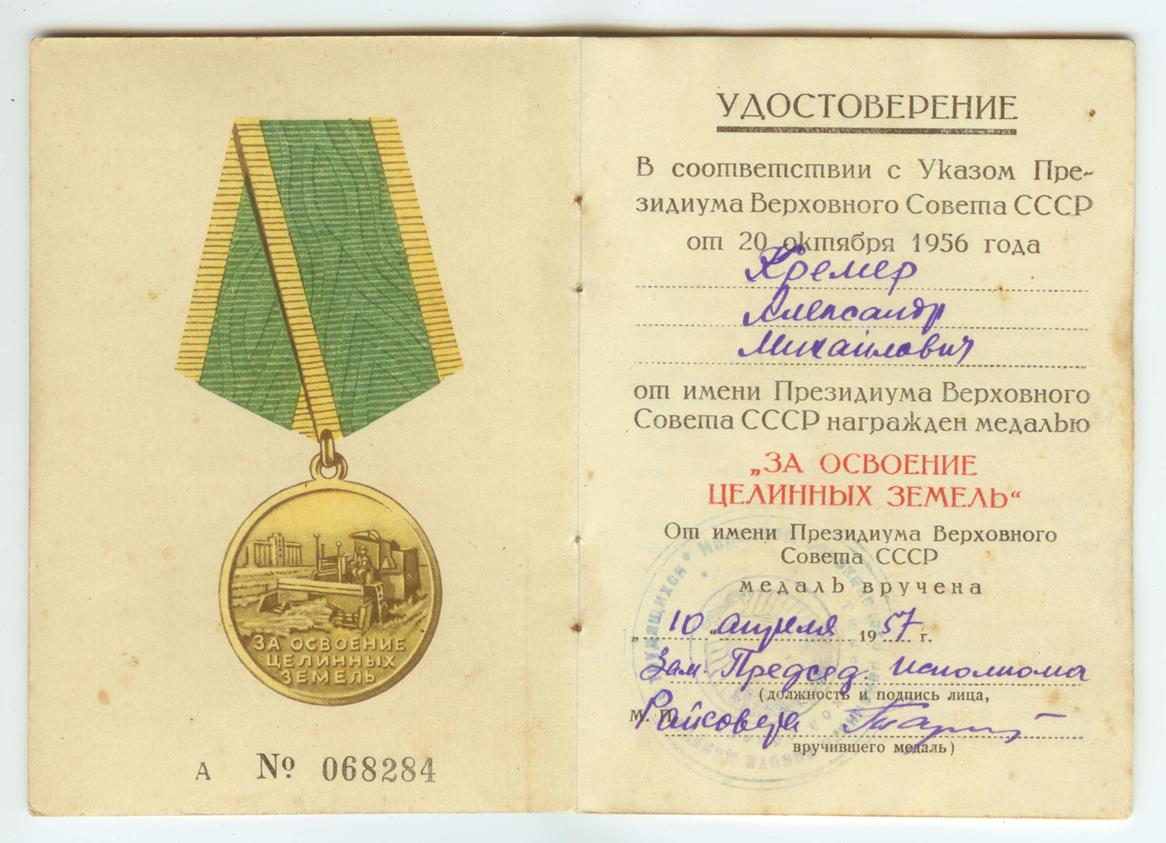 ЗА ОСВОЕНИЕ
ЦЕЛИННЫХ
ЗЕМЕЛЬ
А № 068284
УДОСТОВЕРЕНИЕ
В соответствии с Указом Пре-
зидиума Верховного Совета СССР
от 20 октября 1956 года
Кремер
Александр
Михайлович
от имени Президиума Верховного
Совета СССР награжден медалью
„ЗА ОСВОЕНИЕ
ЦЕЛИННЫХ ЗЕМЕЛЬ“
От имени Президиума Верховного
Совета СССР
медаль вручена
„10“ апреля 1957 г.
Зам. Председ. Исполкома
(должность и подпись лица,
М. П. Райсовета
вручившего медаль)